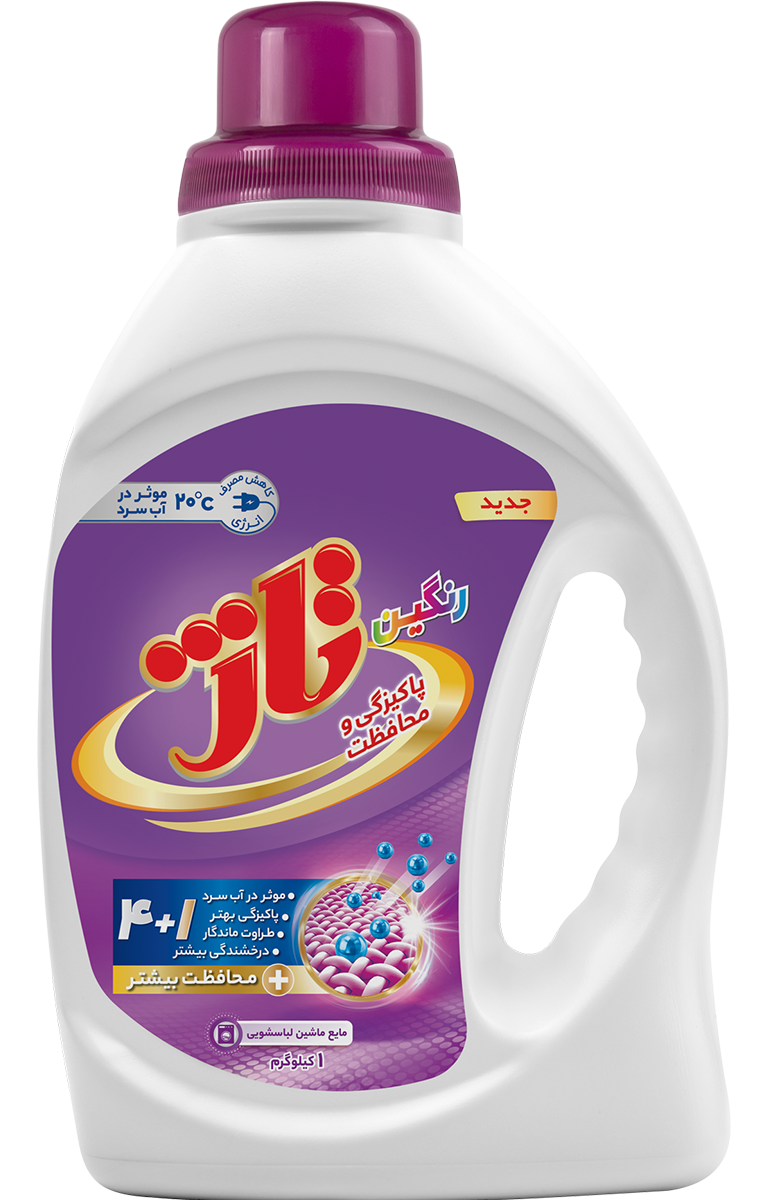 کاهش مصرف
انرژی
۲۰°C
موثر در
آب سرد
جدید
تاژ
رنگین
پاکیزگی و
محافظت
۴+۱
• موثر در آب سرد
• پاکیزگی بهتر
• طراوت ماندگار
• درخشندگی بیشتر
+ محافظت بیشتر
مایع ماشین لباسشویی
۱ کیلوگرم